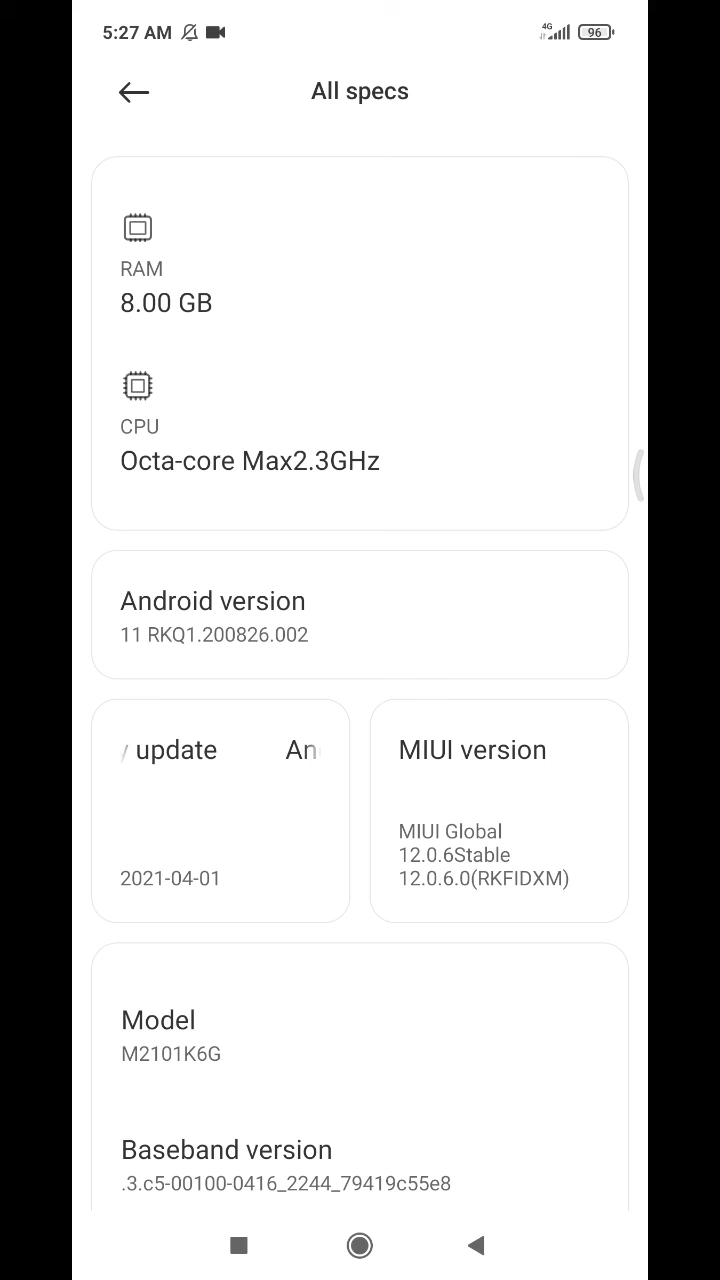 5:27 AM 4G 96
All specs
RAM
8.00 GB
CPU
Octa-core Max2.3GHz
Android version
11 RKQ1.200826.002
update An
2021-04-01
MIUI version
MIUI Global
12.0.6Stable
12.0.6.0(RKFIDXM)
Model
M2101K6G
Baseband version
.3.c5-00100-0416_2244_79419c55e8